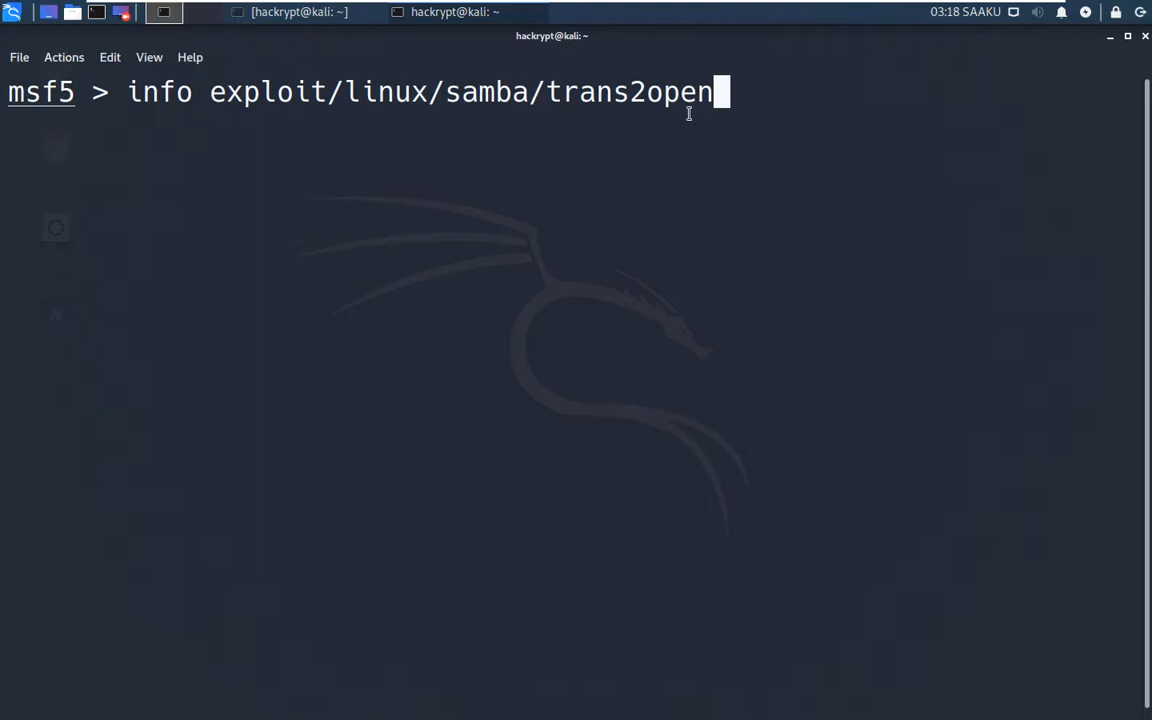 [hackrypt@kali: ~]
hackrypt@kali: ~
03:18 SAAKU
hackrypt@kali: ~
File Actions Edit View Help
msf5 > info exploit/linux/samba/trans2open